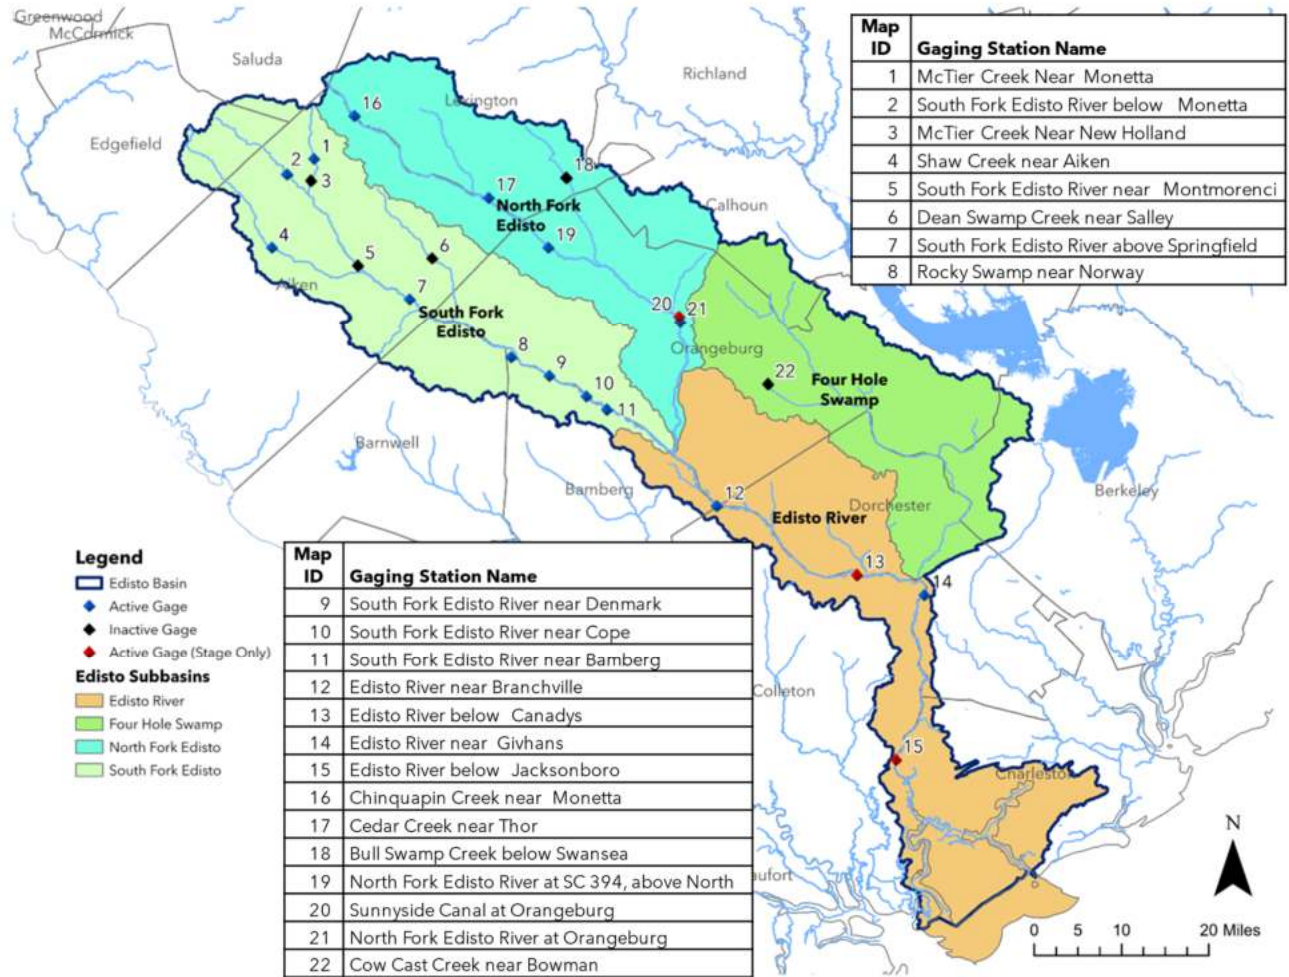 Greenwood
McCormick
Saluda
Richland
Lexington
Edgefield
16
1
2
3
18
17
North Fork
Edisto
Calhoun
19
4
5
6
Aiken
7
South Fork
Edisto
20
21
Orangeburg
8
9
10
11
22
Four Hole
Swamp
Barnwell
Bamberg
12
Edisto River
Dorchester
Berkeley
13
14
Colleton
15
Charleston
aufort
Map
ID Gaging Station Name
1 McTier Creek Near Monetta
2 South Fork Edisto River below Monetta
3 McTier Creek Near New Holland
4 Shaw Creek near Aiken
5 South Fork Edisto River near Montmorenci
6 Dean Swamp Creek near Salley
7 South Fork Edisto River above Springfield
8 Rocky Swamp near Norway
Legend
Edisto Basin
Active Gage
Inactive Gage
Active Gage (Stage Only)
Edisto Subbasins
Edisto River
Four Hole Swamp
North Fork Edisto
South Fork Edisto
Map
ID Gaging Station Name
9 South Fork Edisto River near Denmark
10 South Fork Edisto River near Cope
11 South Fork Edisto River near Bamberg
12 Edisto River near Branchville
13 Edisto River below Canadys
14 Edisto River near Givhans
15 Edisto River below Jacksonboro
16 Chinquapin Creek near Monetta
17 Cedar Creek near Thor
18 Bull Swamp Creek below Swansea
19 North Fork Edisto River at SC 394, above North
20 Sunnyside Canal at Orangeburg
21 North Fork Edisto River at Orangeburg
22 Cow Cast Creek near Bowman
N
0 5 10 20 Miles